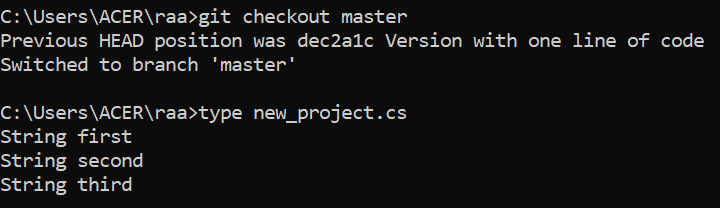 C:\Users\ACER\raa>git checkout master
Previous HEAD position was dec2a1c Version with one line of code
Switched to branch 'master'
C:\Users\ACER\raa>type new_project.cs
String first
String second
String third